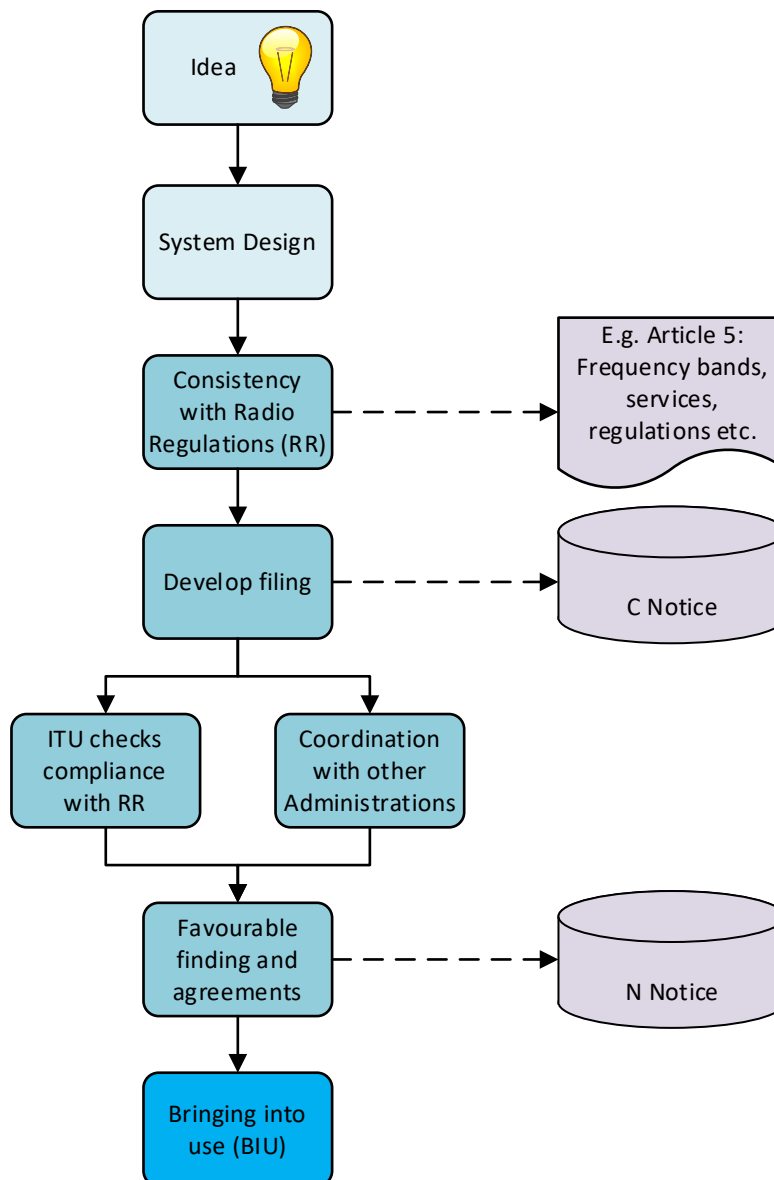 Idea
System Design
Consistency
with Radio
Regulations (RR)
E.g. Article 5:
Frequency bands,
services,
regulations etc.
Develop filing
C Notice
ITU checks
compliance
with RR
Coordination
with other
Administrations
Favourable
finding and
agreements
N Notice
Bringing into
use (BIU)